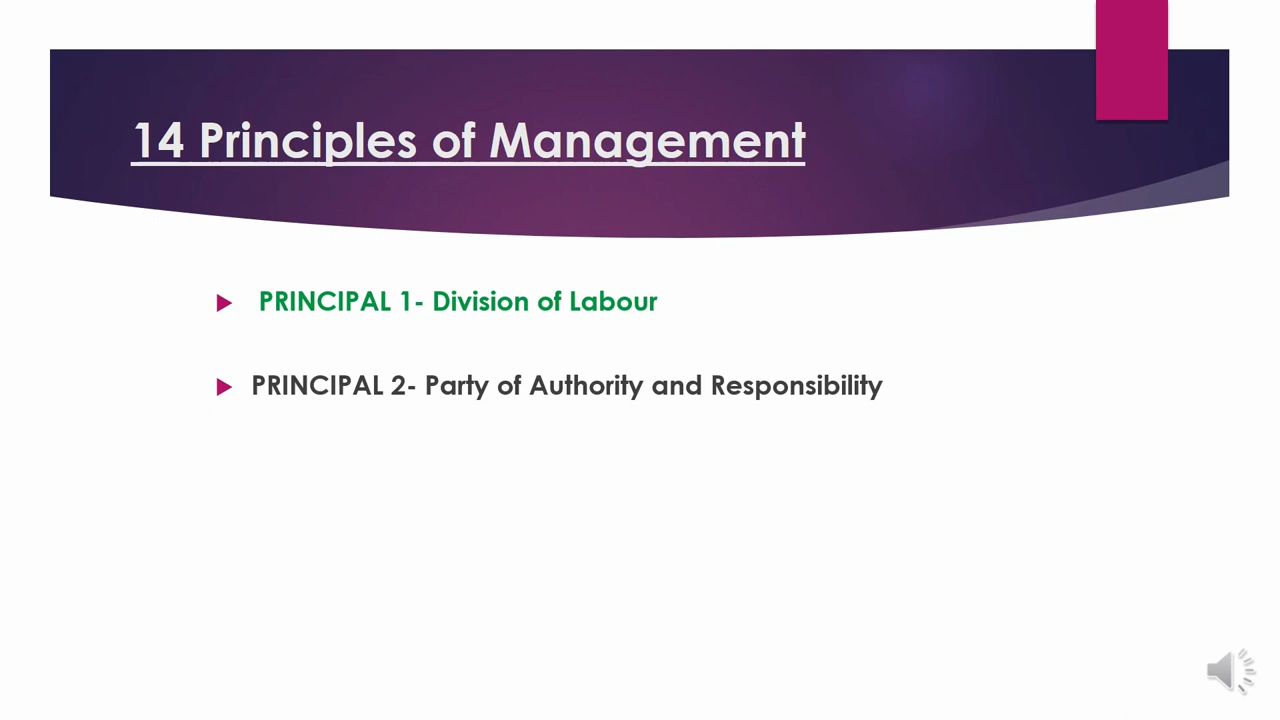 14 Principles of Management
PRINCIPAL 1- Division of Labour
PRINCIPAL 2- Party of Authority and Responsibility